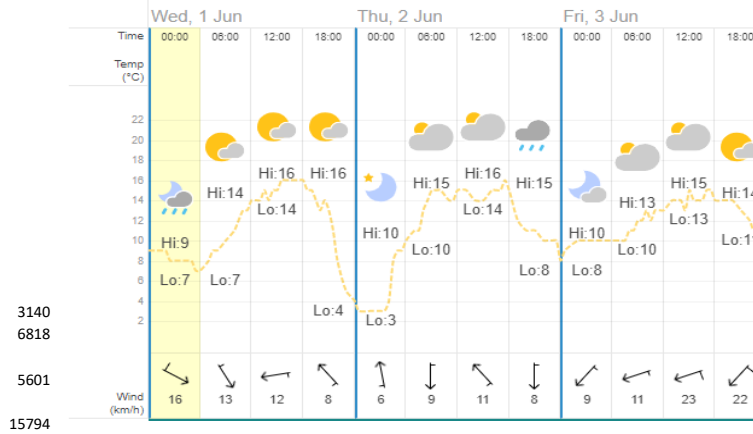 Wed, 1 Jun Thu, 2 Jun Fri, 3 Jun
Time 00:00 06:00 12:00 18:00 00:00 06:00 12:00 18:00 00:00 06:00 12:00 18:00
Temp
(°C)
22
20
18
Hi:16 Hi:16 Hi:16
16
Hi:14 Hi:15 Hi:15 Hi:15
14
Lo:14 Lo:14 Hi:13 Lo:13
12
Hi:9 Hi:10 Hi:10
10
Lo:10 Lo:10
8
Lo:7 Lo:7 Lo:8 Lo:8
6
4
3140
Lo:4 Lo:3
2
6818
5601
Wind
(km/h)
16 13 12 8 6 9 11 8 9 11 23 22
15794